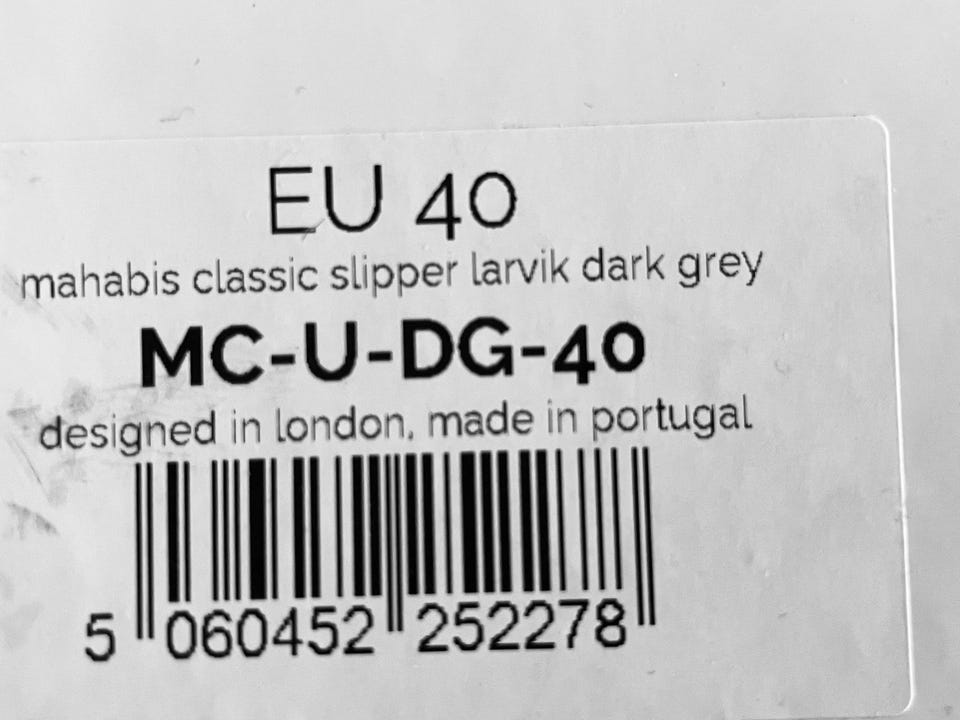 EU 40
mahabis classic slipper larvik dark grey
MC-U-DG-40
designed in london, made in portugal
5 060452 252278